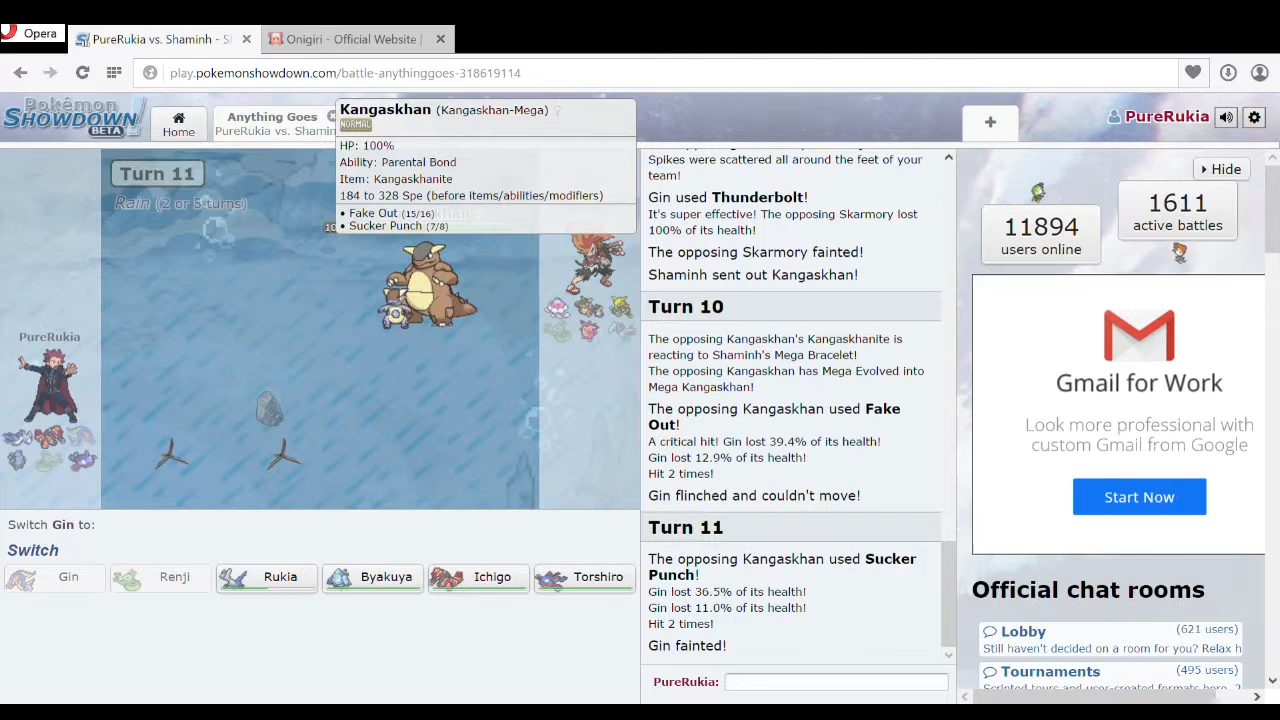 Opera
PureRukia vs. Shaminh - S
Onigiri - Official Website |
play.pokemonshowdown.com/battle-anythinggoes-318619114
Pokémon
SHOWDOWN
BETA
Home
Anything Goes
PureRukia vs. Shamin
+
PureRukia
Kangaskhan (Kangaskhan-Mega) ♀
NORMAL
HP: 100%
Ability: Parental Bond
Item: Kangaskhanite
184 to 328 Spe (before items/abilities/modifiers)
• Fake Out (15/16)
• Sucker Punch (7/8)
Turn 11
Rain (2 or 5 turns)
PureRukia
Switch Gin to:
Switch
Gin
Renji
Rukia
Byakuya
Ichigo
Torshiro
Spikes were scattered all around the feet of your
team!
Gin used Thunderbolt!
It's super effective! The opposing Skarmory lost
100% of its health!
The opposing Skarmory fainted!
Shaminh sent out Kangaskhan!
Turn 10
The opposing Kangaskhan's Kangaskhanite is
reacting to Shaminh's Mega Bracelet!
The opposing Kangaskhan has Mega Evolved into
Mega Kangaskhan!
The opposing Kangaskhan used Fake
Out!
A critical hit! Gin lost 39.4% of its health!
Gin lost 12.9% of its health!
Hit 2 times!
Gin flinched and couldn't move!
Turn 11
The opposing Kangaskhan used Sucker
Punch!
Gin lost 36.5% of its health!
Gin lost 11.0% of its health!
Hit 2 times!
Gin fainted!
PureRukia:
Hide
11894
users online
1611
active battles
Gmail for Work
Look more professional with
custom Gmail from Google
Start Now
Official chat rooms
Lobby
(621 users)
Still haven't decided on a room for you? Relax h
Tournaments
(495 users)